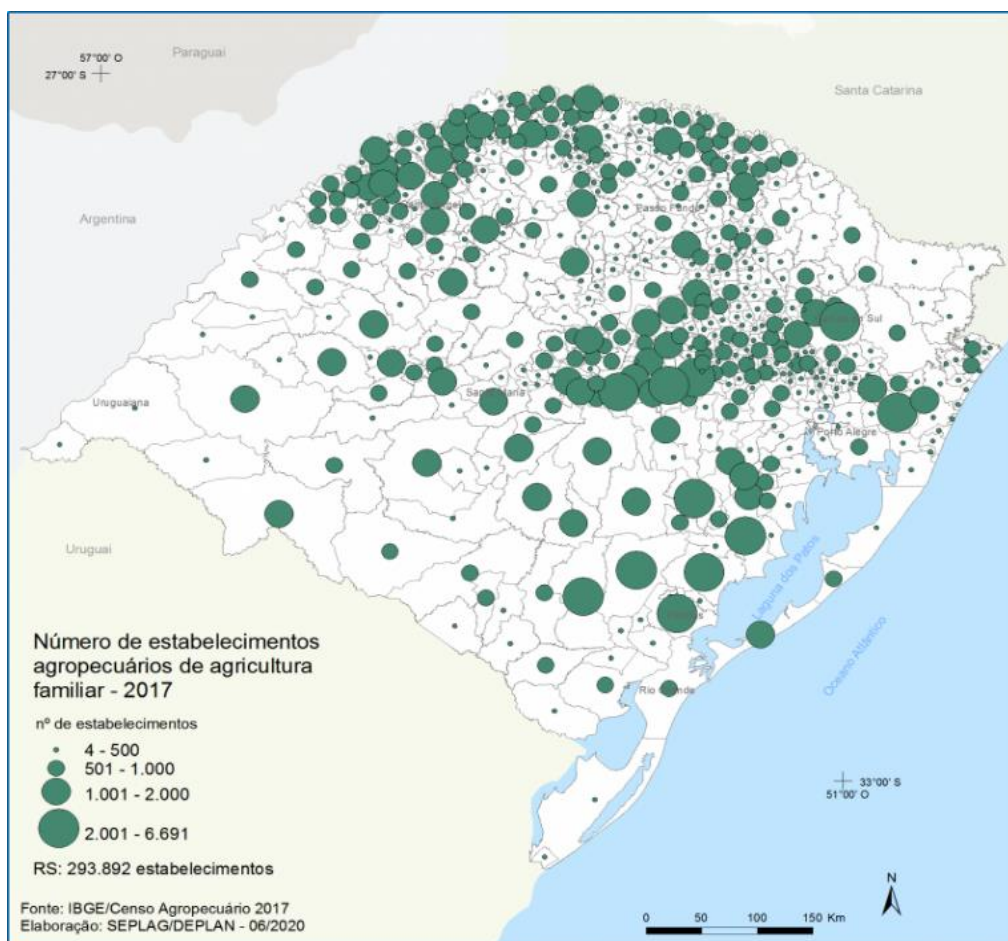 Paraguai
57°00' O
27°00' S
Santa Catarina
Argentina
Passo Fundo
Sul
Santa Maria
Uruguaiana
Porto Alegre
Uruguai
Laguna dos Patos
Oceano Atlântico
Rio Grande
Número de estabelecimentos
agropecuários de agricultura
familiar - 2017
nº de estabelecimentos
4 - 500
501 - 1.000
1.001 - 2.000
2.001 - 6.691
RS: 293.892 estabelecimentos
33°00' S
51°00' O
N
Fonte: IBGE/Censo Agropecuário 2017
Elaboração: SEPLAG/DEPLAN - 06/2020
0 50 100 150 Km